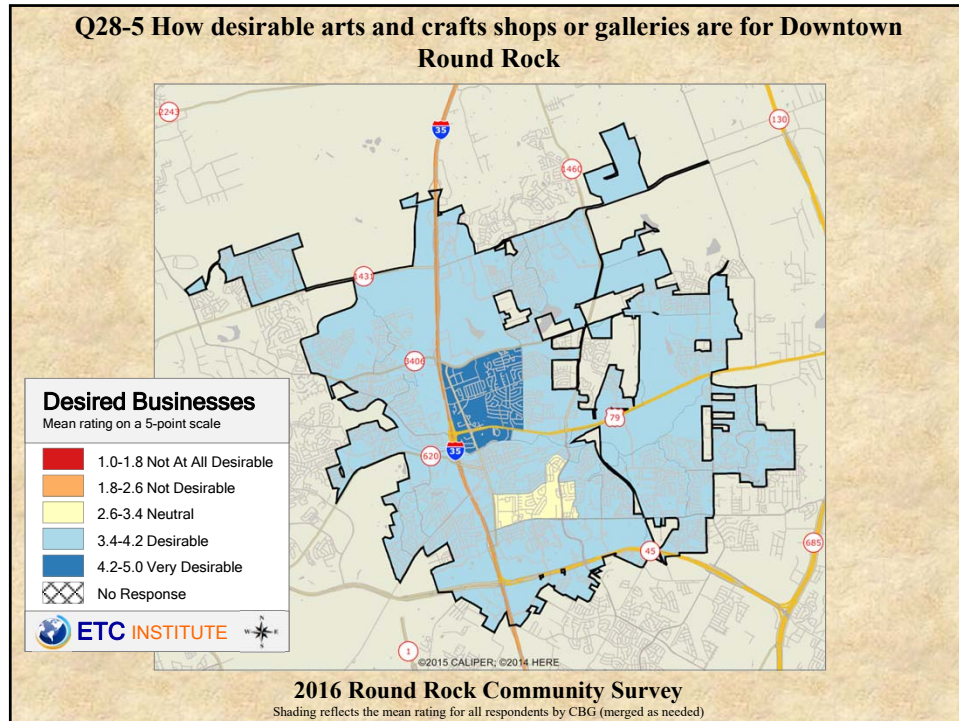 Q28-5 How desirable arts and crafts shops or galleries are for Downtown
Round Rock
2243
35
130
1460
1431
3406
79
620
35
45
685
1
Desired Businesses
Mean rating on a 5-point scale
1.0-1.8 Not At All Desirable
1.8-2.6 Not Desirable
2.6-3.4 Neutral
3.4-4.2 Desirable
4.2-5.0 Very Desirable
No Response
ETC INSTITUTE
N
W E
S
©2015 CALIPER; ©2014 HERE
2016 Round Rock Community Survey
Shading reflects the mean rating for all respondents by CBG (merged as needed)